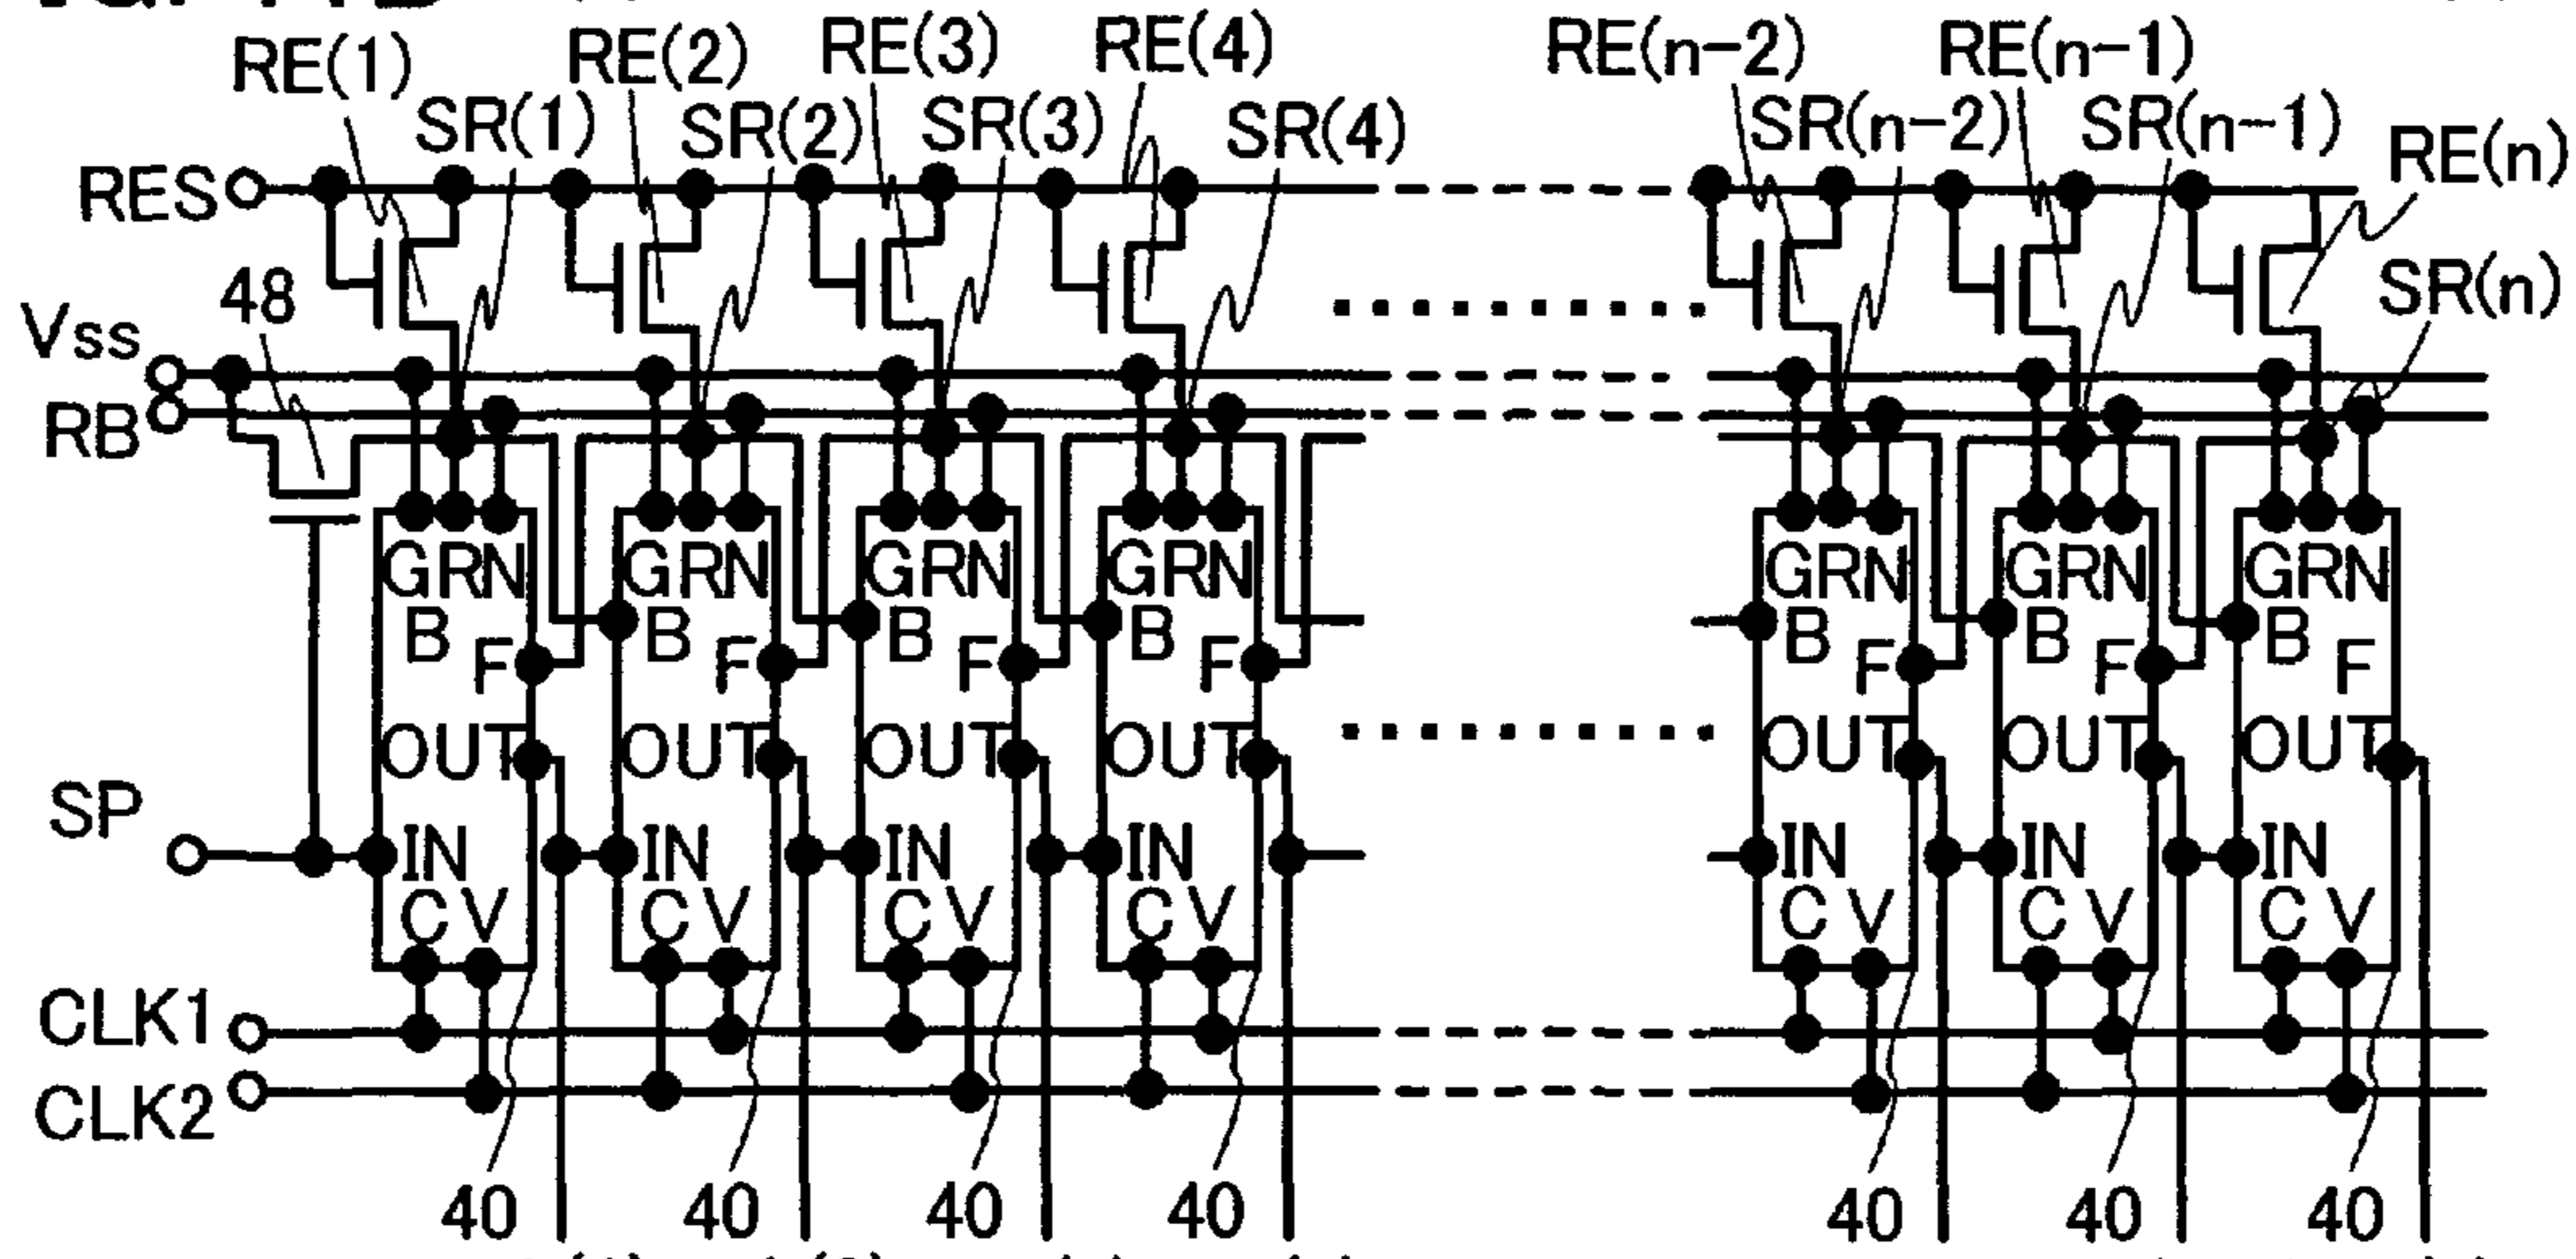 RE(1) RE(2) RE(3) RE(4) RE(n-2) RE(n-1)
SR(1) SR(2) SR(3) SR(4) SR(n-2) SR(n-1) RE(n)
RES
48 SR(n)
Vss
RB
GRN GRN GRN GRN GRN GRN GRN
B B B B B B B
F F F F F F F
OUT OUT OUT OUT OUT OUT OUT
SP
IN IN IN IN IN IN IN
C V C V C V C V C V C V C V
CLK1
CLK2
40 40 40 40 40 40 40